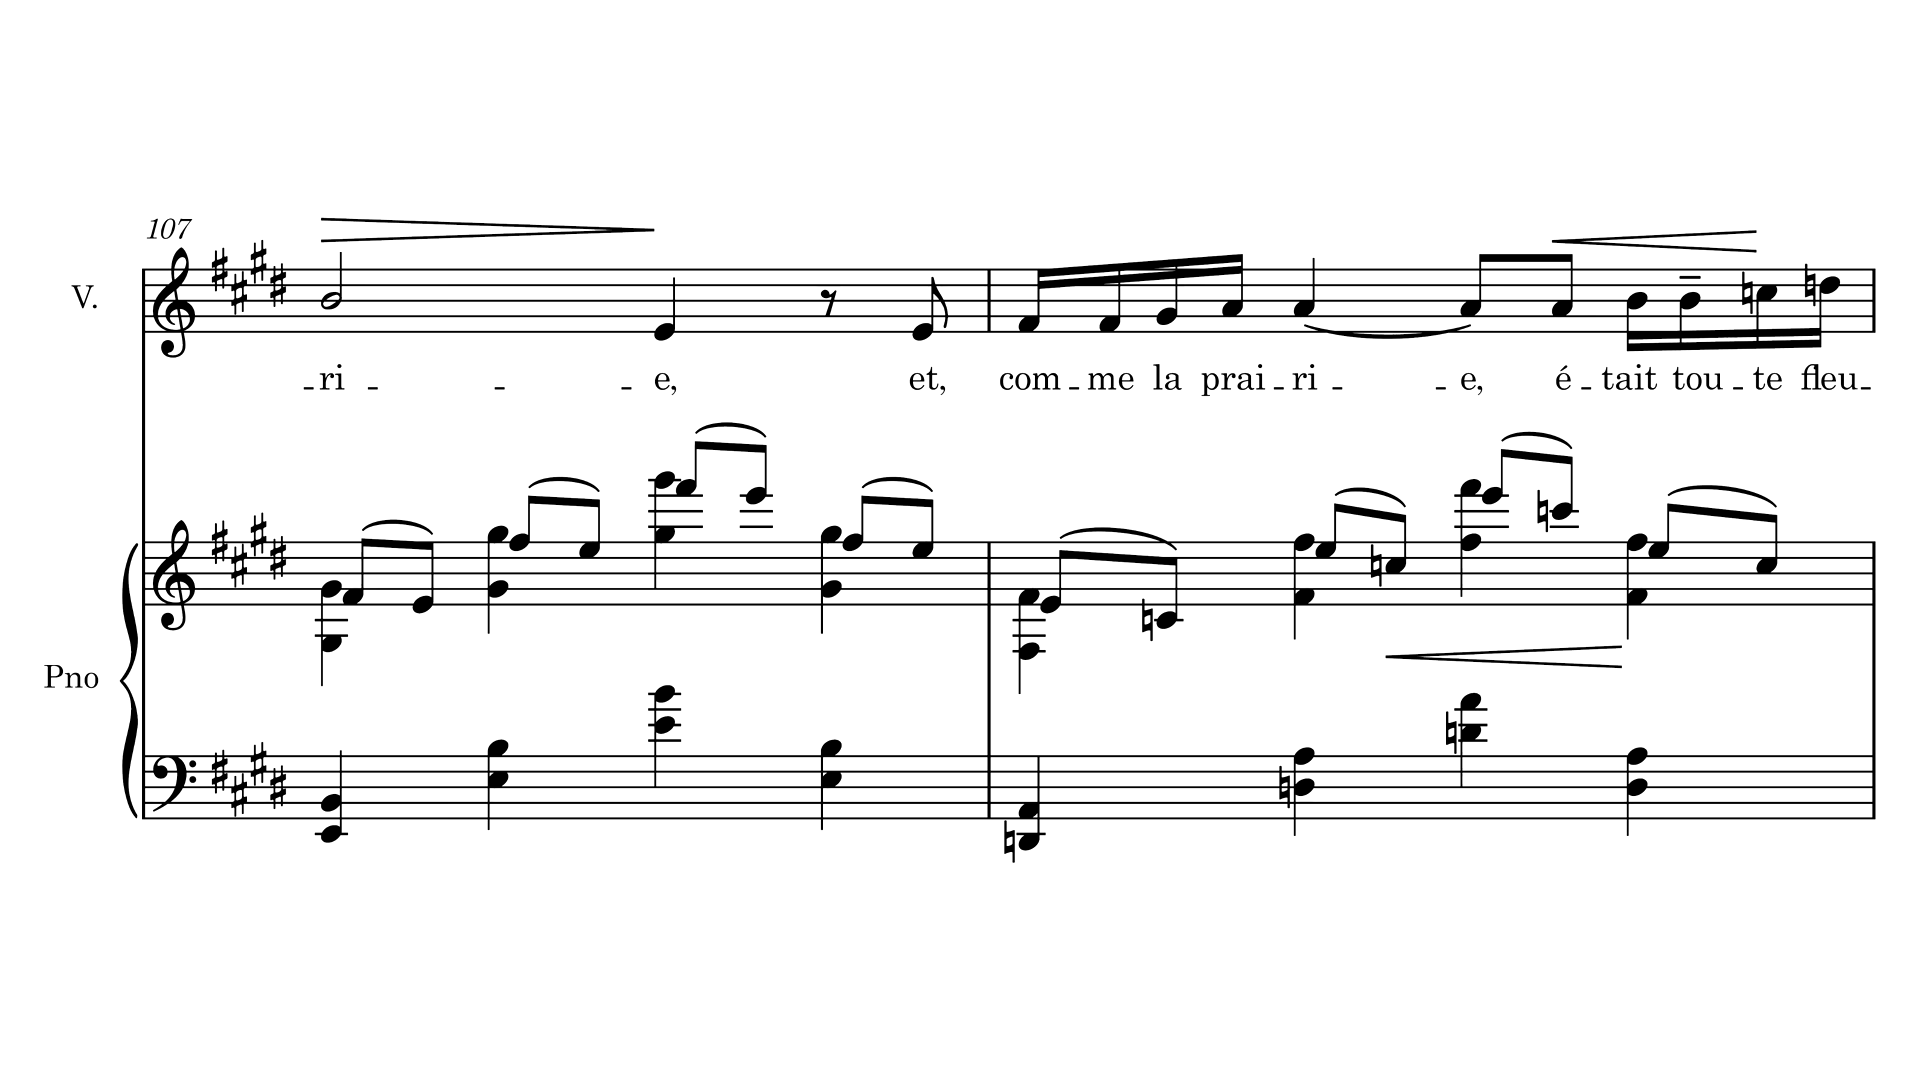 107
V.
- ri - - - e, et, com - me la prai - ri - - e, é - tait tou - te fleu -
Pno